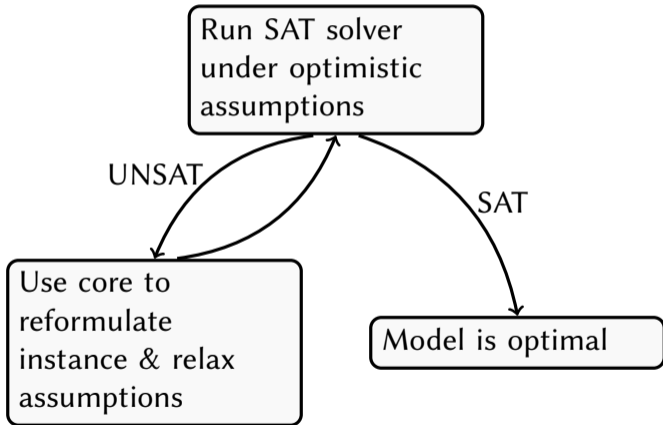 Run SAT solver
under optimistic
assumptions
UNSAT
SAT
Use core to
reformulate
instance & relax
assumptions
Model is optimal